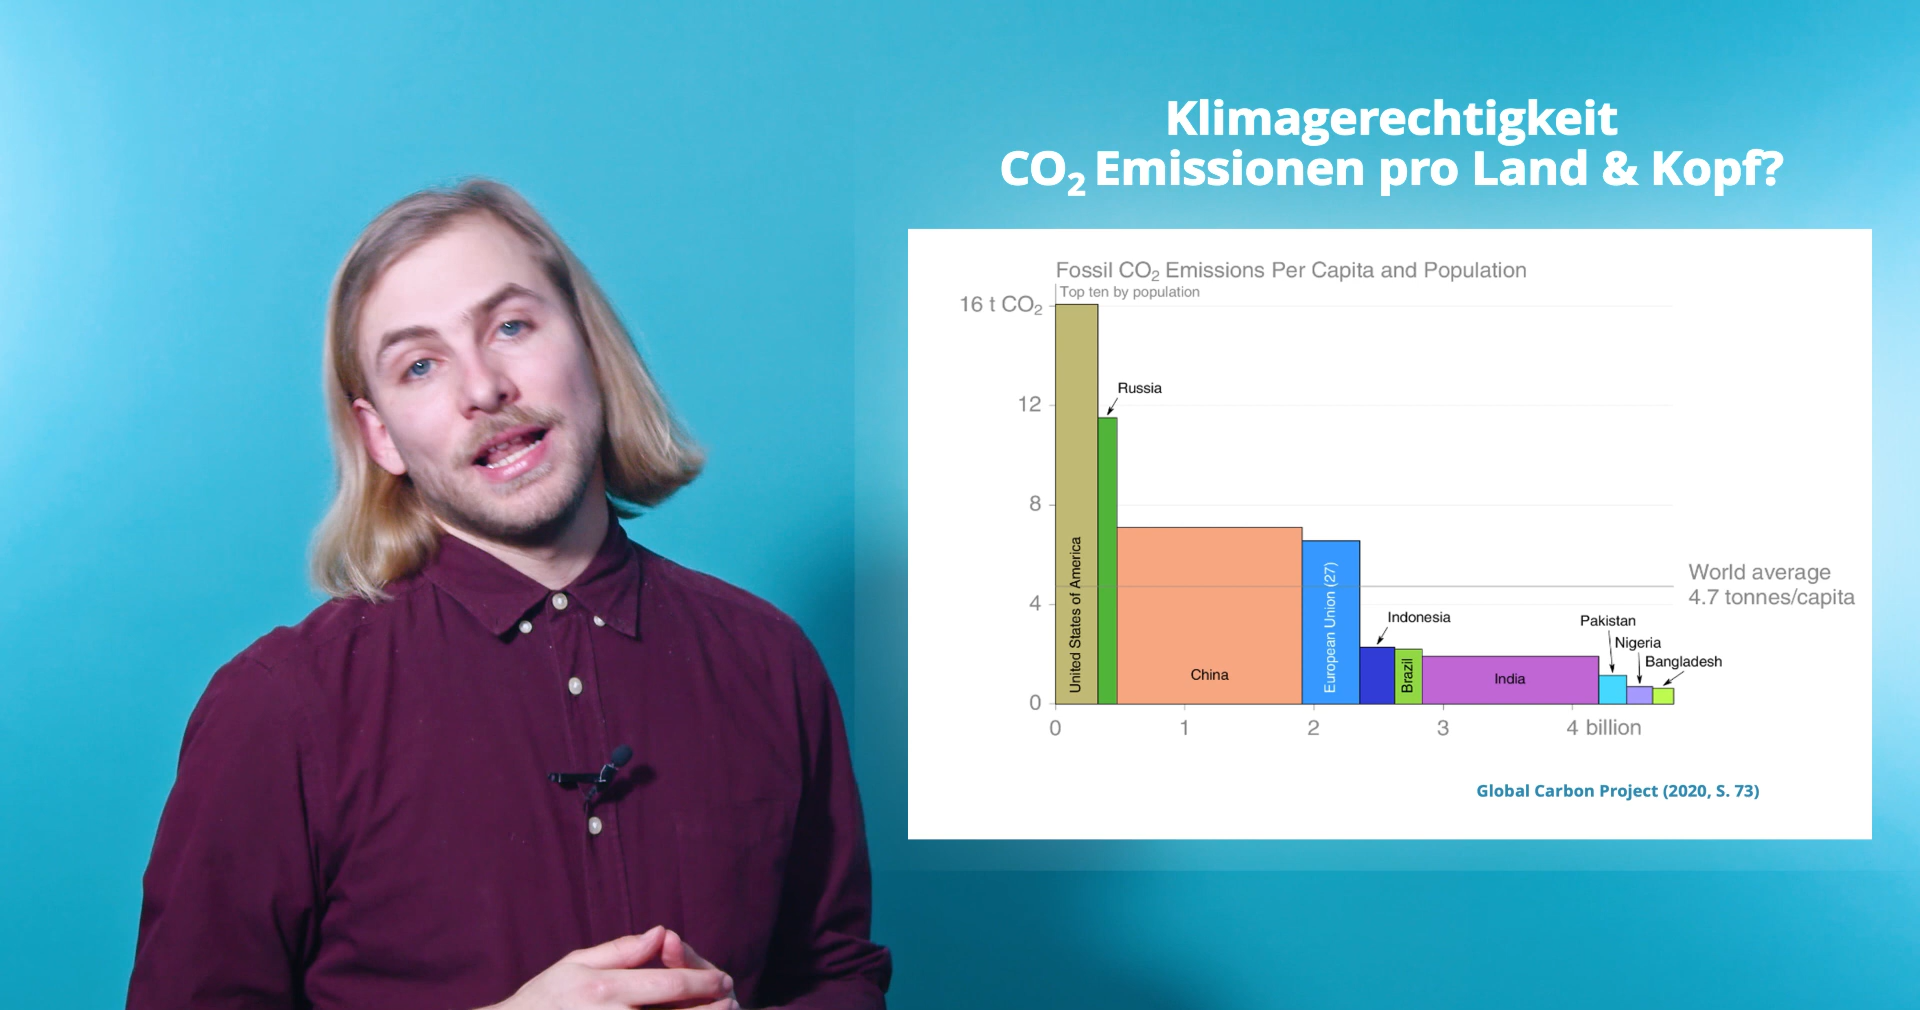 Klimagerechtigkeit
CO₂ Emissionen pro Land & Kopf?
Fossil CO₂ Emissions Per Capita and Population
Top ten by population
16 t CO₂
12
8
4
0
Russia
United States of America
China
European Union (27)
Indonesia
Brazil
India
Pakistan
Nigeria
Bangladesh
World average
4.7 tonnes/capita
0
1
2
3
4 billion
Global Carbon Project (2020, S. 73)